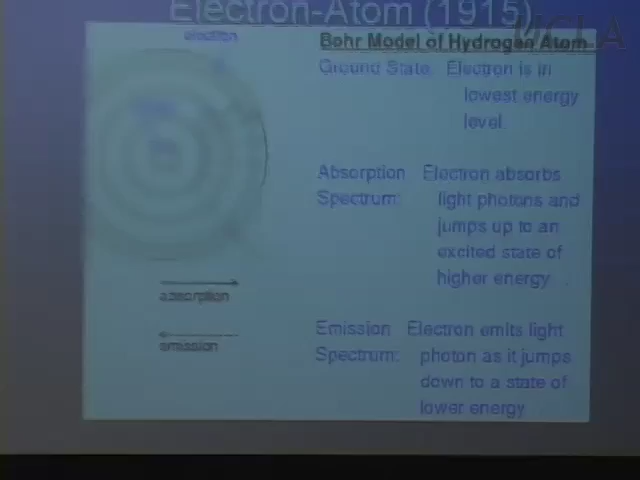 Electron-Atom (1915)
UCLA
electron
Bohr Model of Hydrogen Atom
Ground State: Electron is in
lowest energy
level.
Absorption Electron absorbs
Spectrum: light photons and
jumps up to an
excited state of
higher energy.
absorption
emission
Emission Electron emits light
Spectrum: photon as it jumps
down to a state of
lower energy